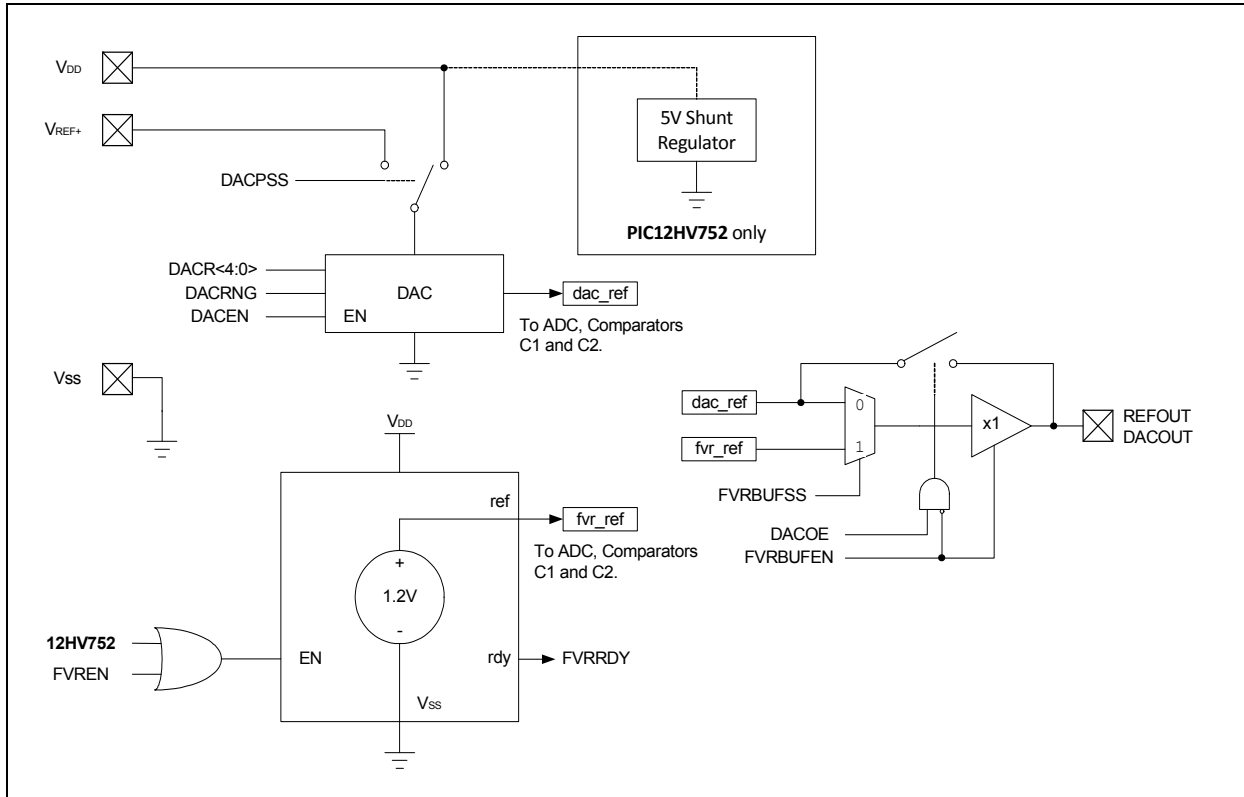 VDD
VREF+
5V Shunt
Regulator
DACPSS
PIC12HV752 only
DACR<4:0>
DACRNG
DACEN
EN
DAC
dac_ref
To ADC, Comparators
C1 and C2.
VSS
VDD
dac_ref
0
fvr_ref
1
x1
REFOUT
DACOUT
FVRBUFSS
ref
fvr_ref
To ADC, Comparators
C1 and C2.
DACOE
FVRBUFEN
+
1.2V
-
12HV752
FVREN
EN
rdy
FVRRDY
VSS